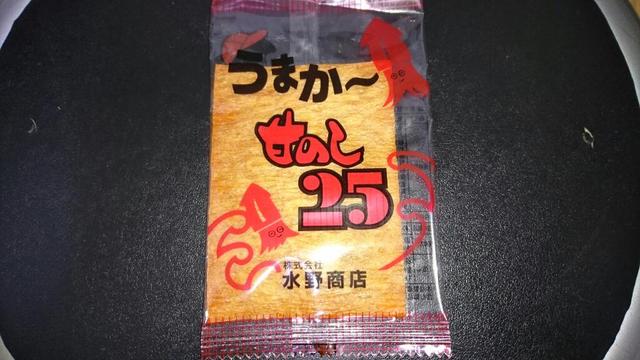 うまか～
甘のし
25
株式会社
水野商店